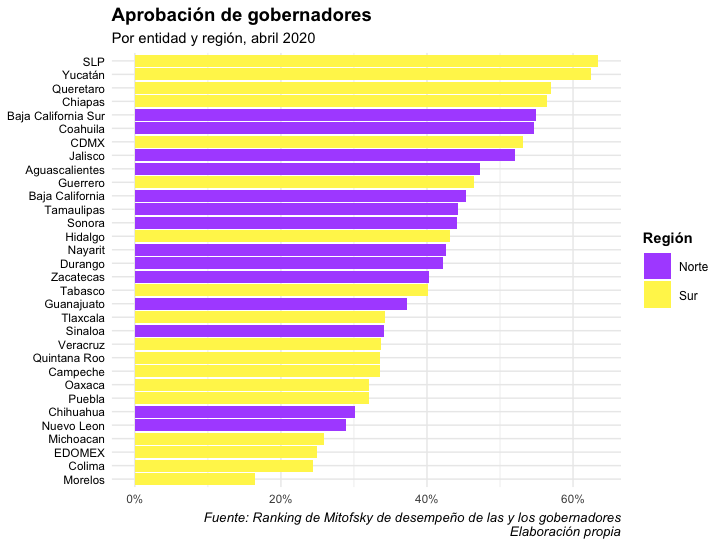 Aprobación de gobernadores
Por entidad y región, abril 2020
SLP
Yucatán
Queretaro
Chiapas
Baja California Sur
Coahuila
CDMX
Jalisco
Aguascalientes
Guerrero
Baja California
Tamaulipas
Sonora
Hidalgo
Nayarit
Durango
Zacatecas
Tabasco
Guanajuato
Tlaxcala
Sinaloa
Veracruz
Quintana Roo
Campeche
Oaxaca
Puebla
Chihuahua
Nuevo Leon
Michoacan
EDOMEX
Colima
Morelos
0% 20% 40% 60%
Región
Norte
Sur
Fuente: Ranking de Mitofsky de desempeño de las y los gobernadores
Elaboración propia